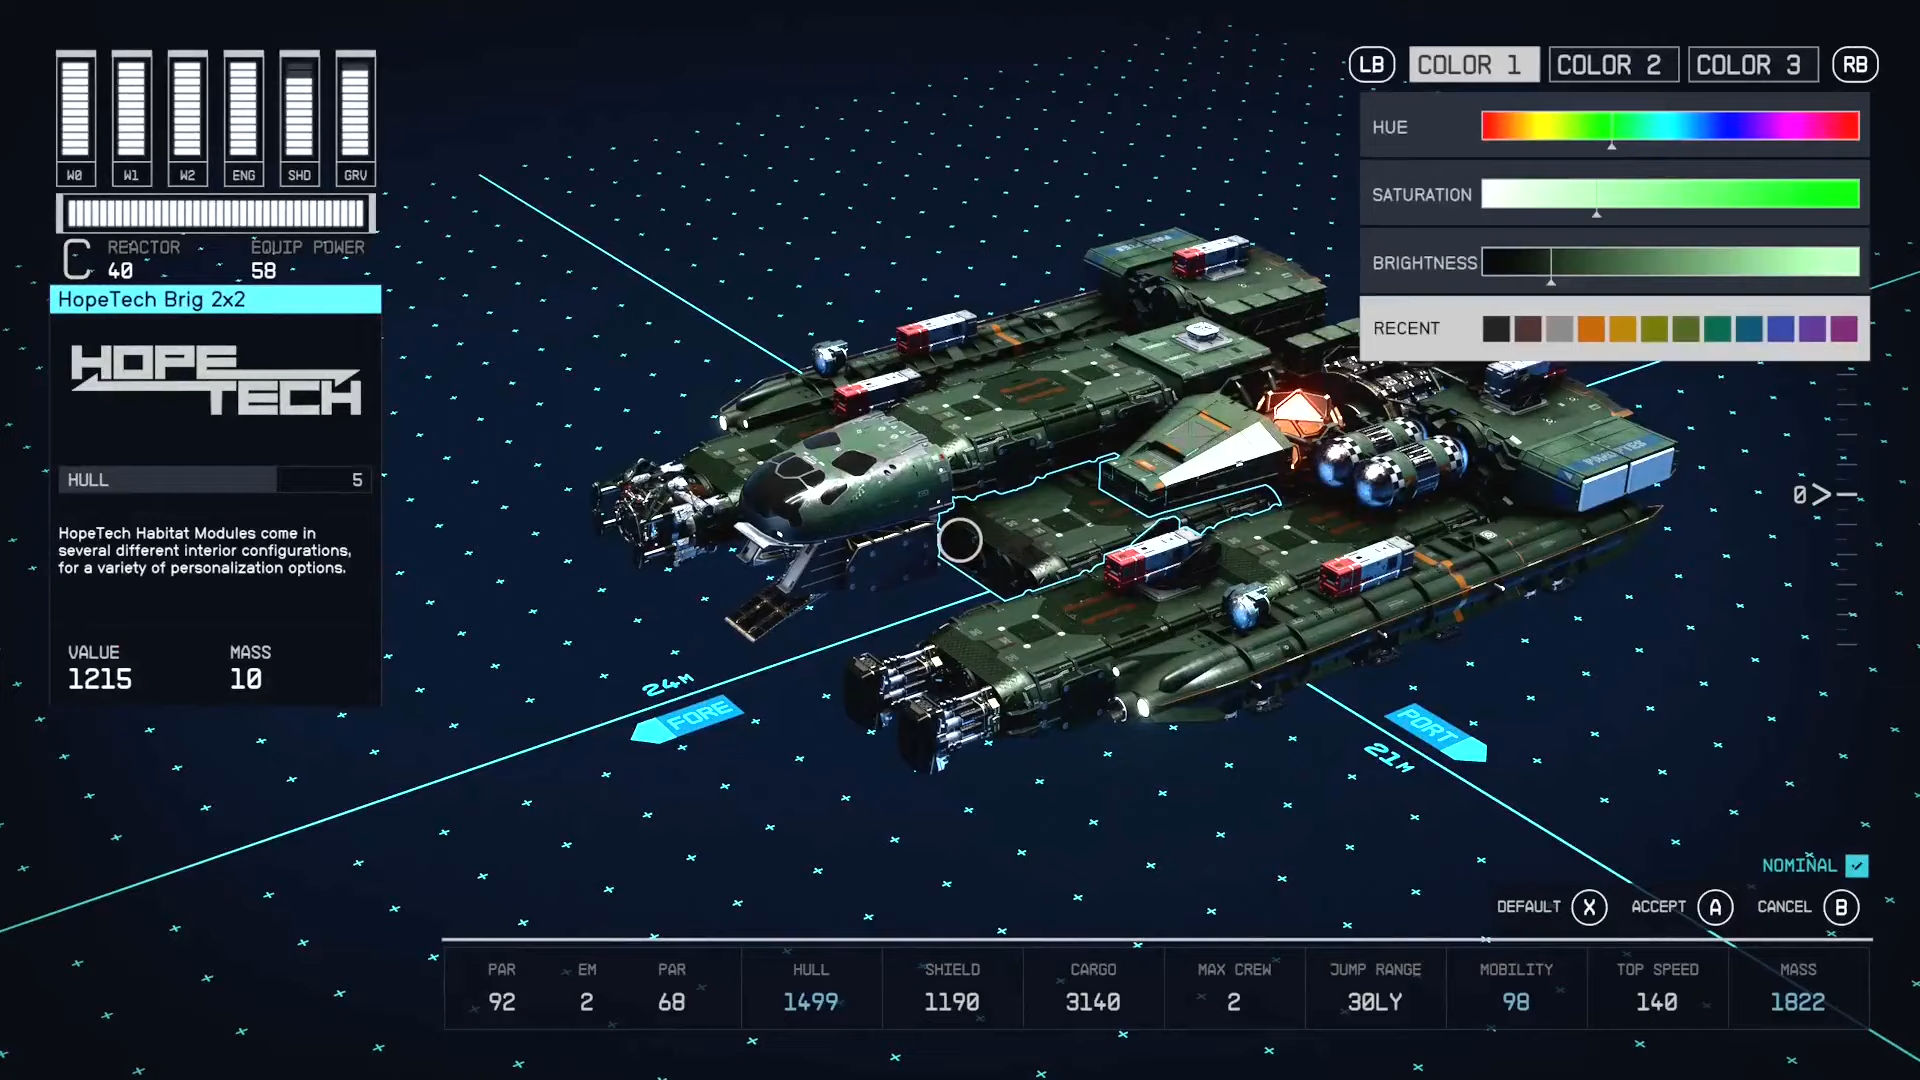 W0 W1 W2 ENG SHD GRV
C REACTOR EQUIP POWER
40 58
HopeTech Brig 2x2
HOPE
TECH
HULL 5
HopeTech Habitat Modules come in
several different interior configurations,
for a variety of personalization options.
VALUE MASS
1215 10
LB COLOR 1 COLOR 2 COLOR 3 RB
HUE
SATURATION
BRIGHTNESS
RECENT
0
24M
FORE
PORT
21M
NOMINAL
DEFAULT X ACCEPT A CANCEL B
PAR EM PAR HULL SHIELD CARGO MAX CREW JUMP RANGE MOBILITY TOP SPEED MASS
92 2 68 1499 1190 3140 2 30LY 98 140 1822